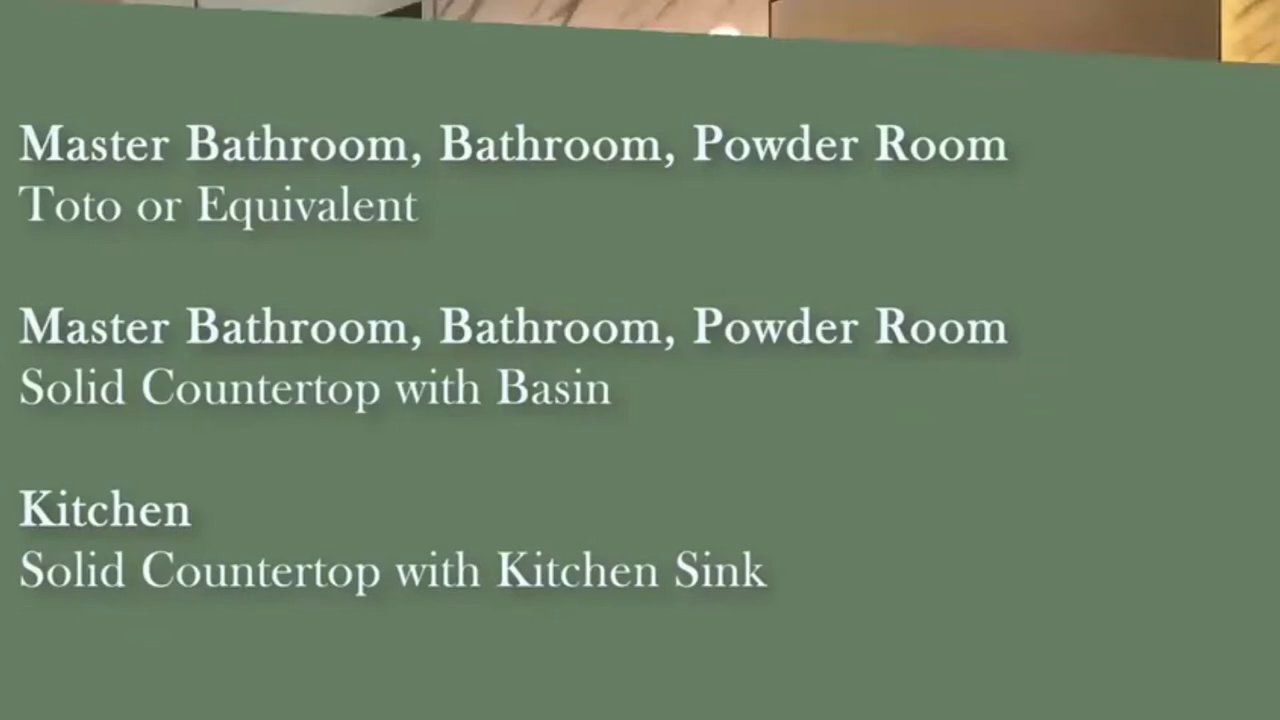 Master Bathroom, Bathroom, Powder Room
Toto or Equivalent
Master Bathroom, Bathroom, Powder Room
Solid Countertop with Basin
Kitchen
Solid Countertop with Kitchen Sink